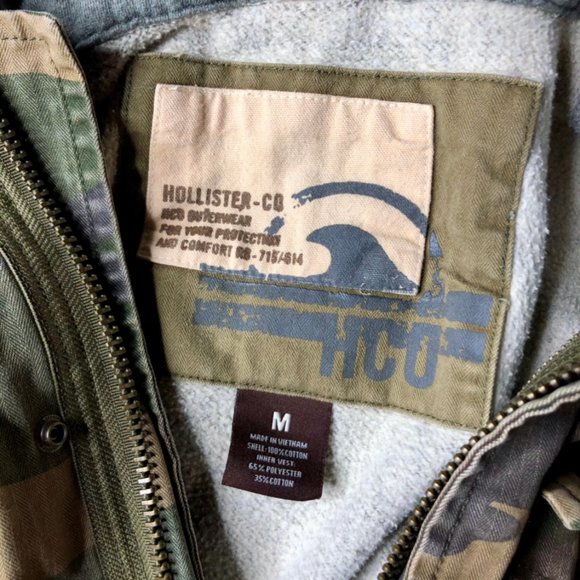 HOLLISTER-CO
HCO OUTERWEAR
FOR YOUR PROTECTION
AND COMFORT RR-715/614
HCO
M
MADE IN VIETNAM
SHELL: 100% COTTON
INNER VEST:
65% POLYESTER
35% COTTON